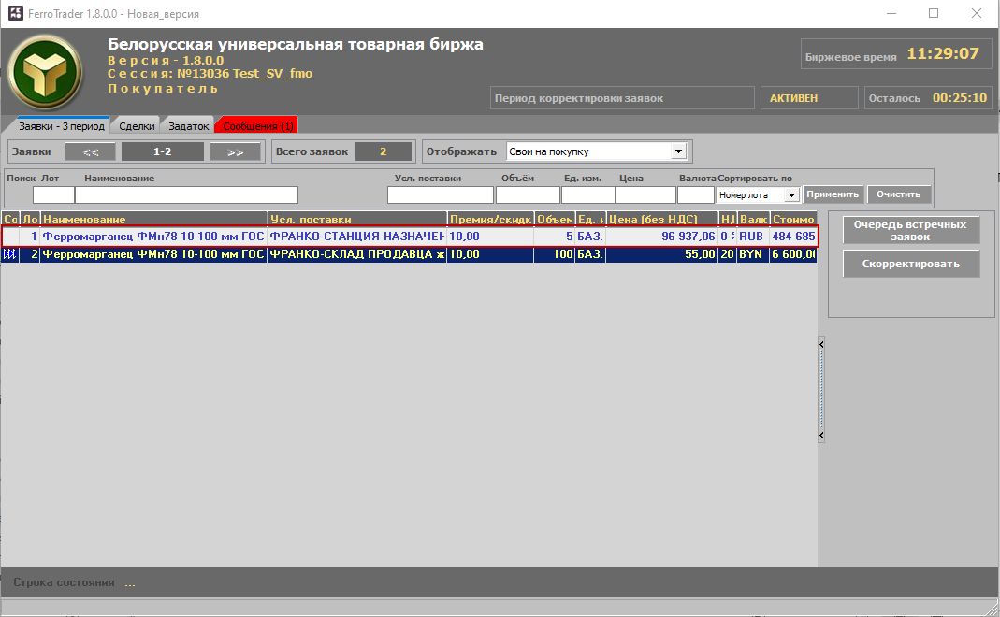 FerroTrader 1.8.0.0 - Новая_версия
Белорусская универсальная товарная биржа
Версия - 1.8.0.0
Сессия: №13036 Test_SV_fmo
Покупатель
Биржевое время 11:29:07
Период корректировки заявок АКТИВЕН Осталось 00:25:10
Заявки - 3 период Сделки Задаток Сообщения (1)
Заявки << 1-2 >> Всего заявок 2 Отображать Свои на покупку
Поиск Лот Наименование Усл. поставки Объём Ед. изм. Цена Валюта Сортировать по
Номер лота Применить Очистить
Со Ло Наименование Усл. поставки Премия/скидк Объем Ед. и Цена (без НДС) НД Валю Стоимо
1 Ферромарганец ФМн78 10-100 мм ГОС ФРАНКО-СТАНЦИЯ НАЗНАЧЕН 10,00 5 БАЗ. 96 937,06 0 RUB 484 685
2 Ферромарганец ФМн78 10-100 мм ГОС ФРАНКО-СКЛАД ПРОДАВЦА ж 10,00 100 БАЗ. 55,00 20 BYN 6 600,00
Очередь встречных
заявок
Скорректировать
Строка состояния ...